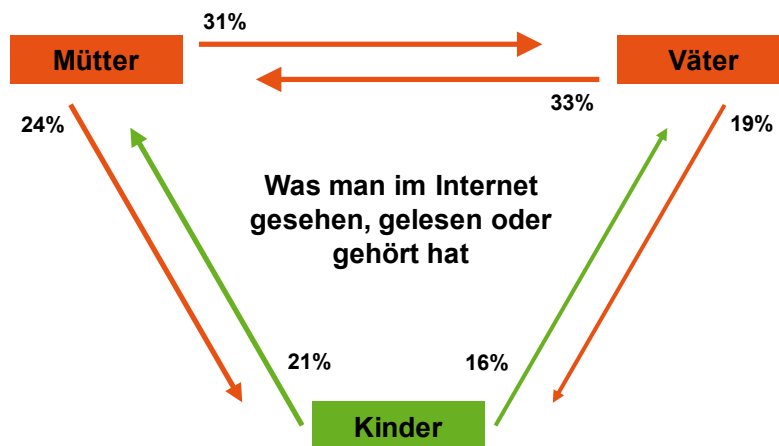 31%
Mütter
Väter
33%
24%
19%
Was man im Internet
gesehen, gelesen oder
gehört hat
21%
16%
Kinder